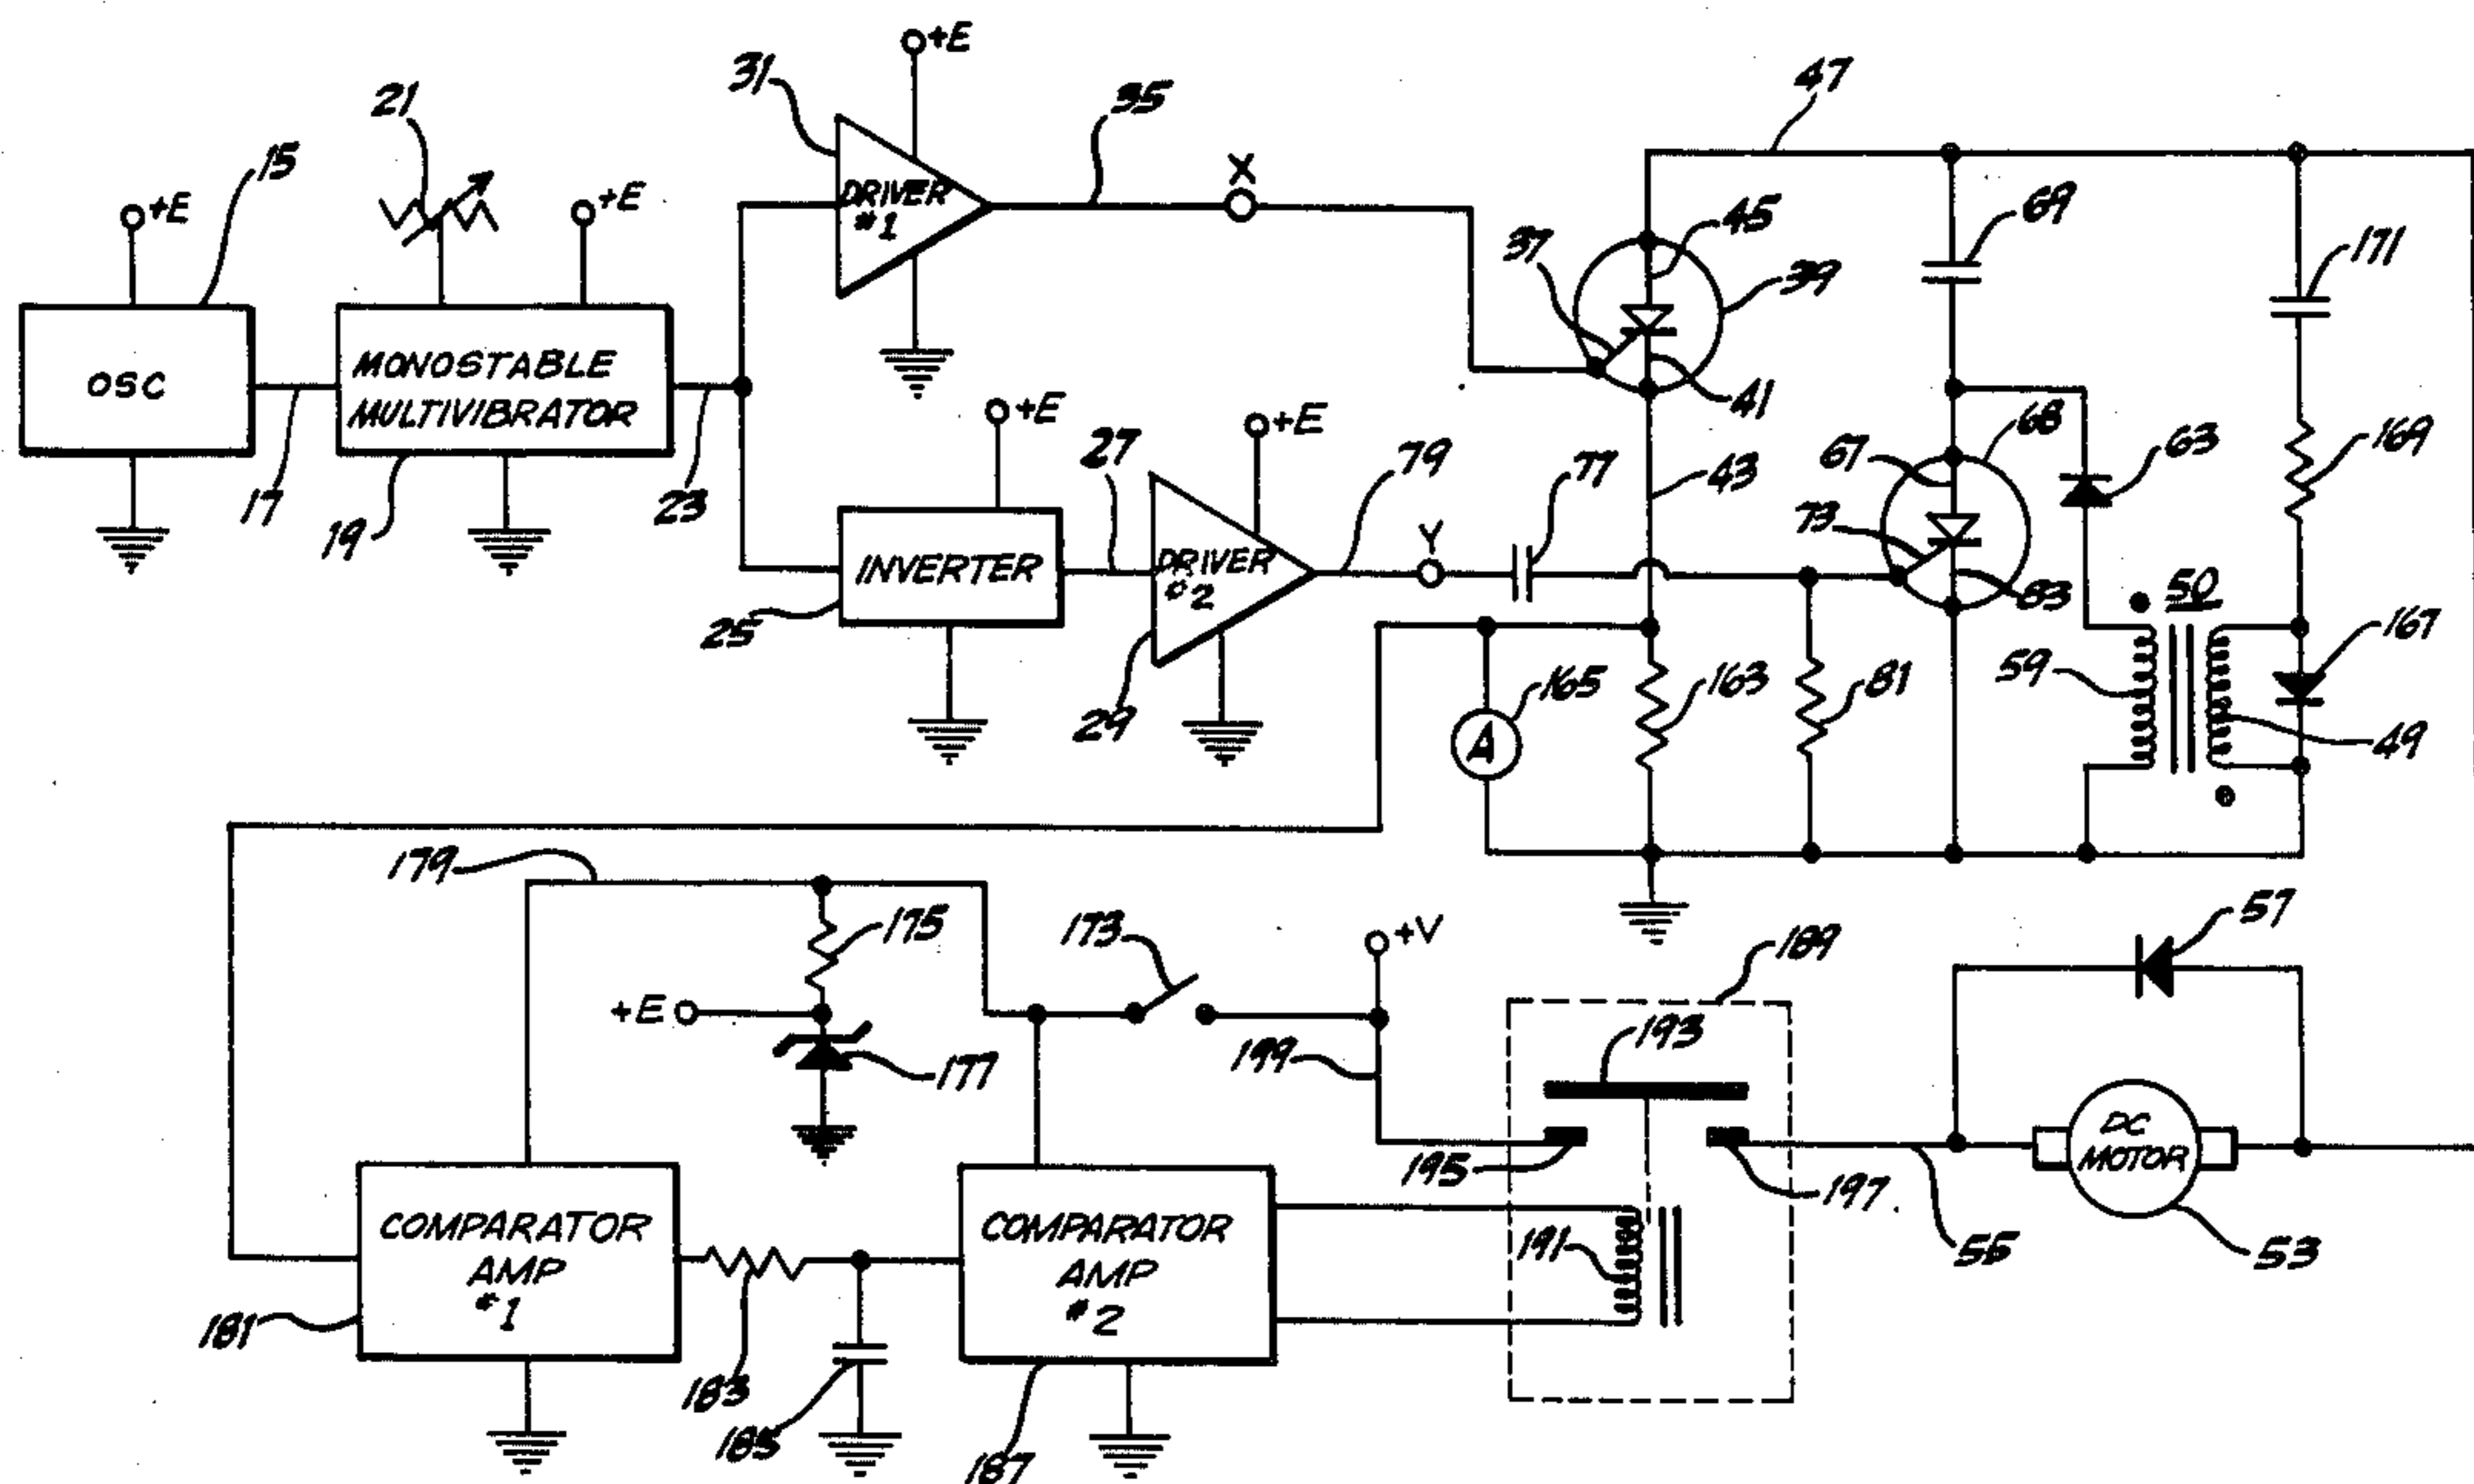 +E
31
35
47
21
15
+E
+E
X
DRIVER
#1
45
69
37
39
171
OSC
MONOSTABLE
MULTIVIBRATOR
41
68
+E
+E
27
79
77
67
63
169
43
17
19
23
73
Y
INVERTER
DRIVER
#2
83
50
25
29
165
163
81
59
167
A
49
179
175
173
+V
189
57
+E
193
177
199
DC
MOTOR
195
197
COMPARATOR
AMP
#1
COMPARATOR
AMP
#2
191
55
53
181
183
185
187